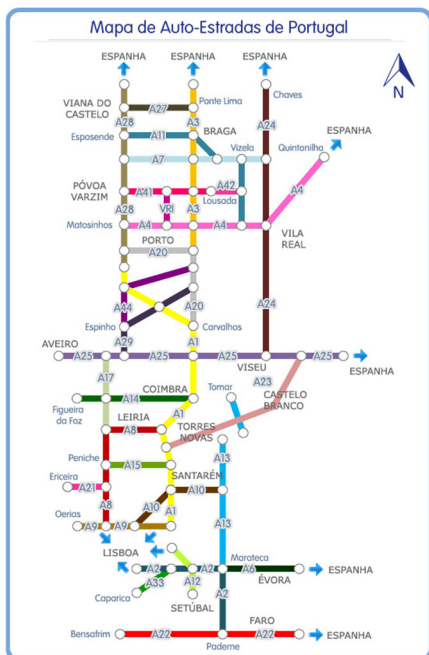 Mapa de Auto-Estradas de Portugal
N
ESPANHA
ESPANHA
ESPANHA
VIANA DO
CASTELO
A27
Ponte Lima
Chaves
A28
A3
A24
Esposende
A11
BRAGA
ESPANHA
A7
Vizela
Quintanilha
PÓVOA
VARZIM
A41
A42
A4
VRI
Lousada
A28
A3
Matosinhos
A4
A4
VILA
REAL
PORTO
A20
A44
A20
A24
Espinho
Carvalhos
A29
A1
AVEIRO
A25
A25
A25
A25
VISEU
ESPANHA
A17
A23
COIMBRA
Tomar
CASTELO
BRANCO
A14
Figueira
da Foz
LEIRIA
A1
A8
TORRES
NOVAS
Peniche
A15
A13
Ericeira
SANTARÉM
A21
A10
A10
A8
A1
A13
Oerias
A9
A9
LISBOA
Marateca
A2
A2
A6
ESPANHA
A33
A12
ÉVORA
Caparica
A2
SETÚBAL
FARO
Bensafrim
A22
A22
ESPANHA
Paderne